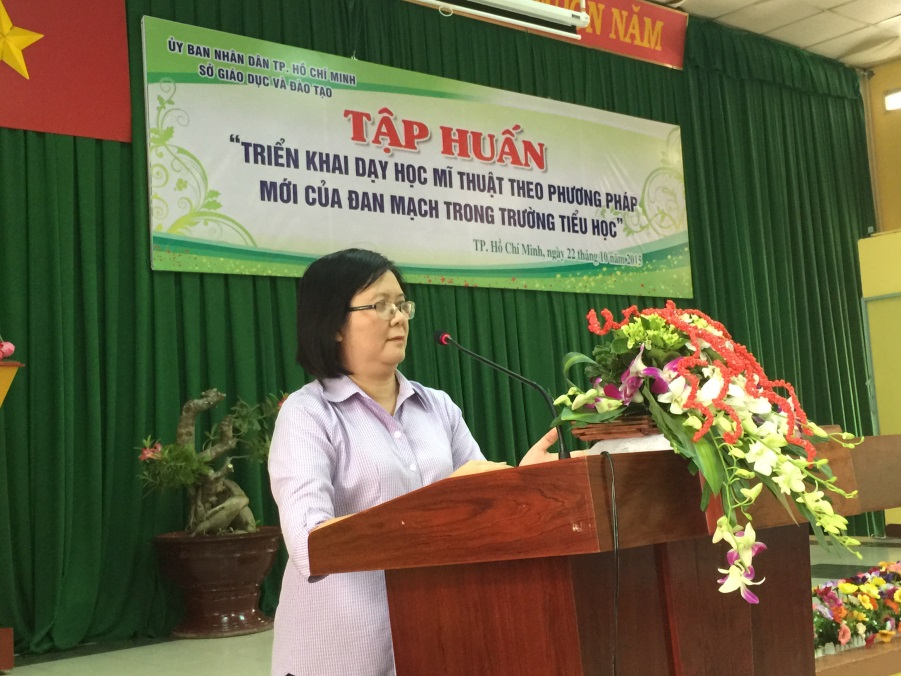 UÔN NĂM
ỦY BAN NHÂN DÂN TP. HỒ CHÍ MINH
SỞ GIÁO DỤC VÀ ĐÀO TẠO
TẬP HUẤN
“TRIỂN KHAI DẠY HỌC MĨ THUẬT THEO PHƯƠNG PHÁP
MỚI CỦA ĐAN MẠCH TRONG TRƯỜNG TIỂU HỌC”
TP. Hồ Chí Minh, ngày 22 tháng 10 năm 2015